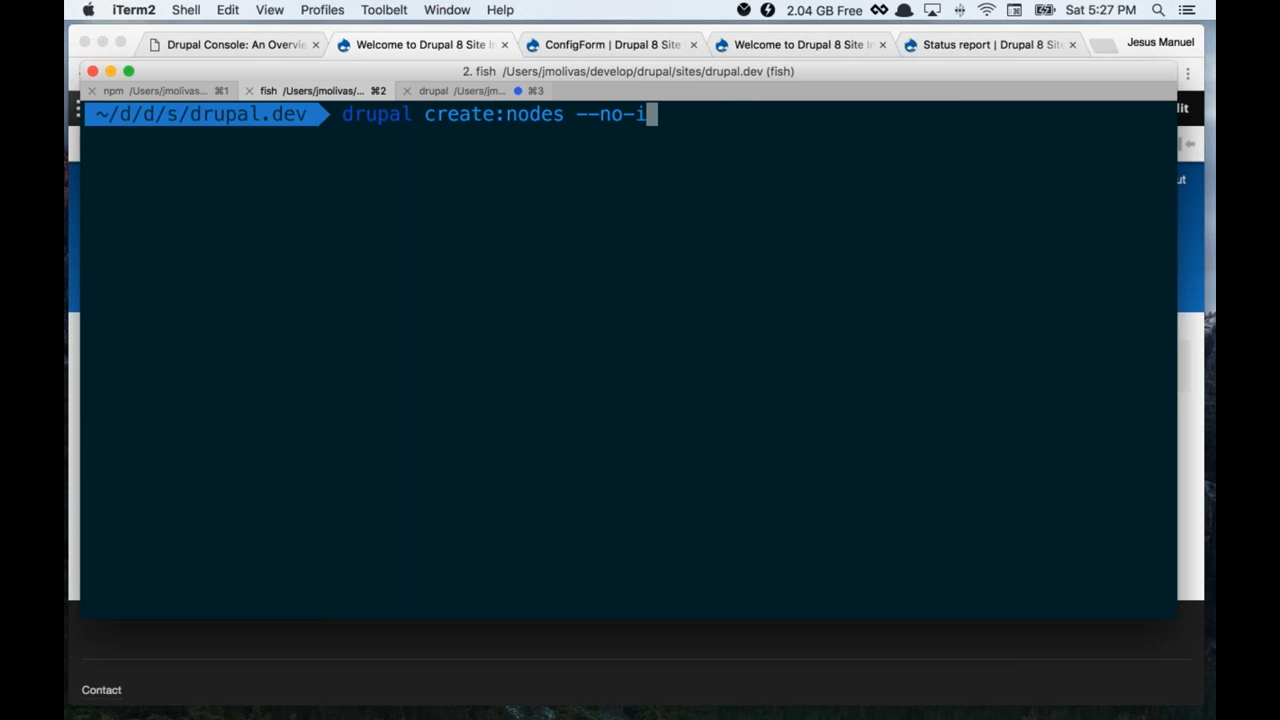 iTerm2 Shell Edit View Profiles Toolbelt Window Help 2.04 GB Free Sat 5:27 PM
Drupal Console: An Overvie Welcome to Drupal 8 Site In ConfigForm | Drupal 8 Site Welcome to Drupal 8 Site In Status report | Drupal 8 Site Jesus Manuel
2. fish /Users/jmolivas/develop/drupal/sites/drupal.dev (fish)
npm /Users/jmolivas... ⌘1 fish /Users/jmolivas/... ⌘2 drupal /Users/jm... ⌘3
~/d/d/s/drupal.dev drupal create:nodes --no-i
Contact